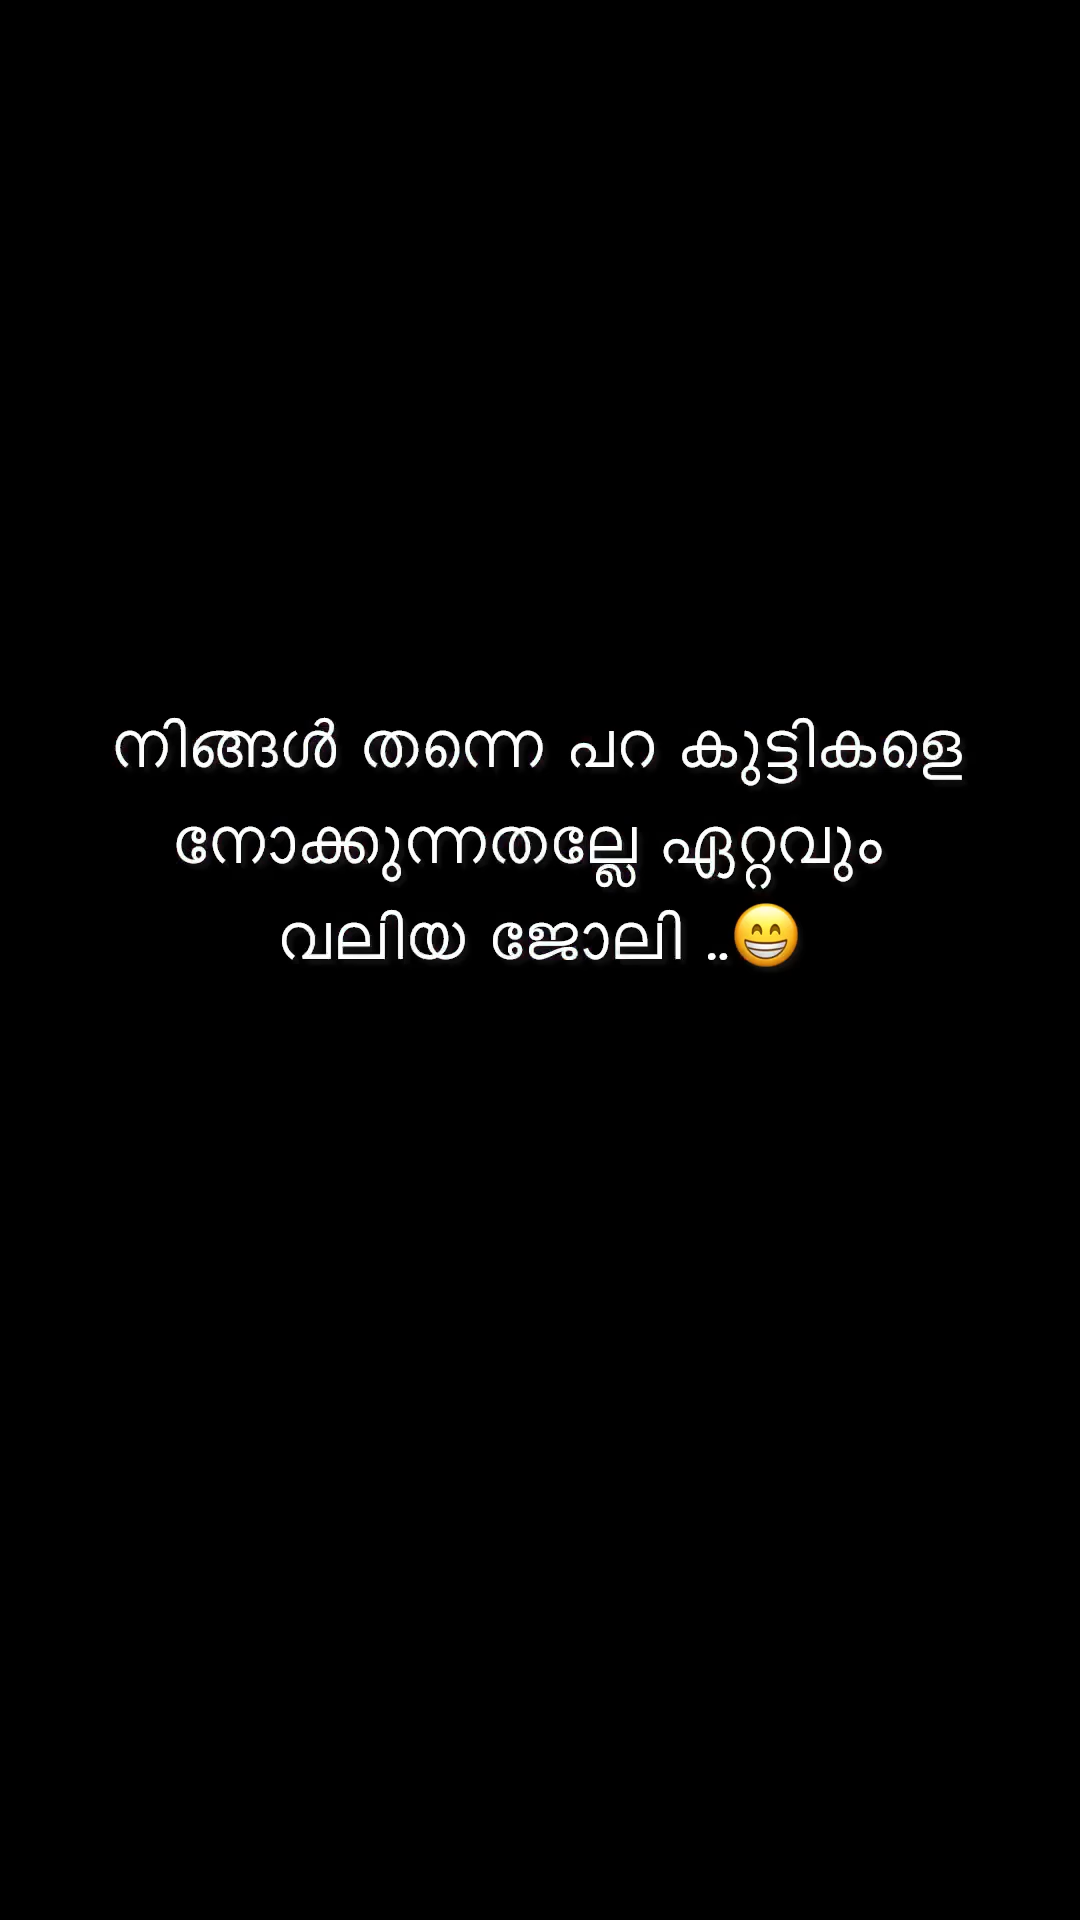 നിങ്ങൾ തന്നെ പറ കുട്ടികളെ
നോക്കുന്നതല്ലേ ഏറ്റവും
വലിയ ജോലി ..😁